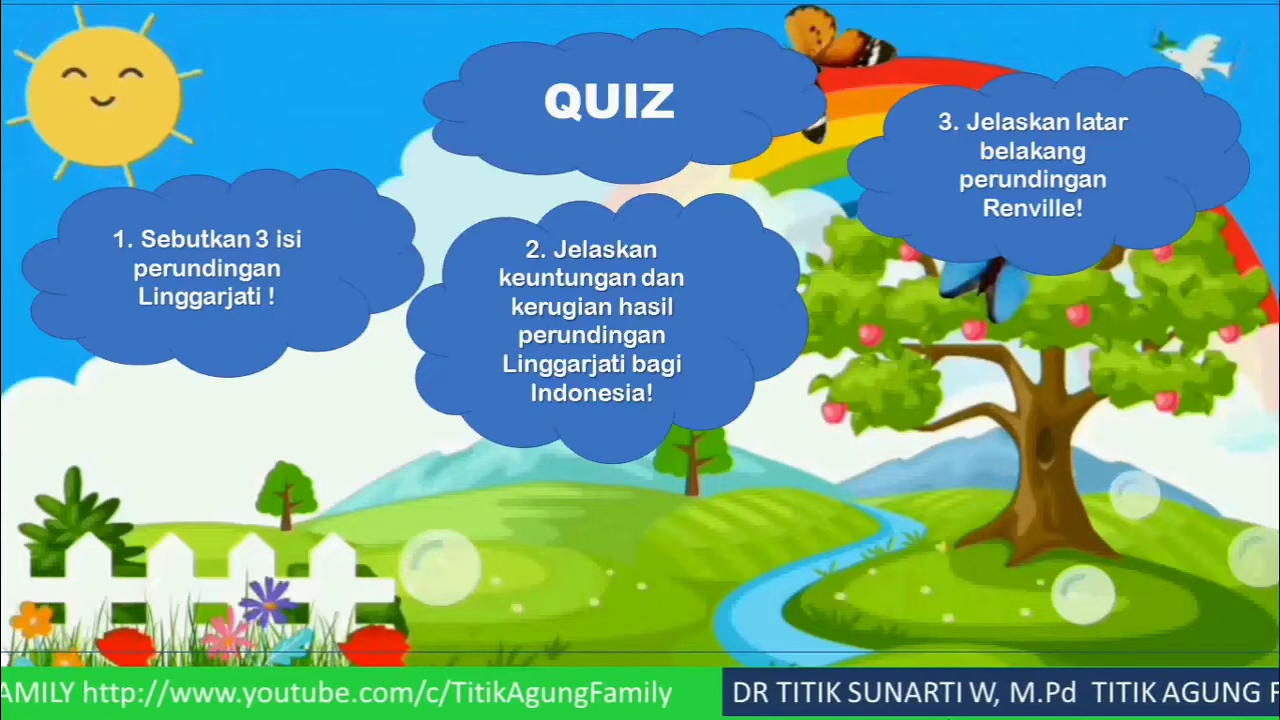 QUIZ
1. Sebutkan 3 isi
perundingan
Linggarjati !
2. Jelaskan
keuntungan dan
kerugian hasil
perundingan
Linggarjati bagi
Indonesia!
3. Jelaskan latar
belakang
perundingan
Renville!
AMILY http://www.youtube.com/c/TitikAgungFamily
DR TITIK SUNARTI W, M.Pd TITIK AGUNG F